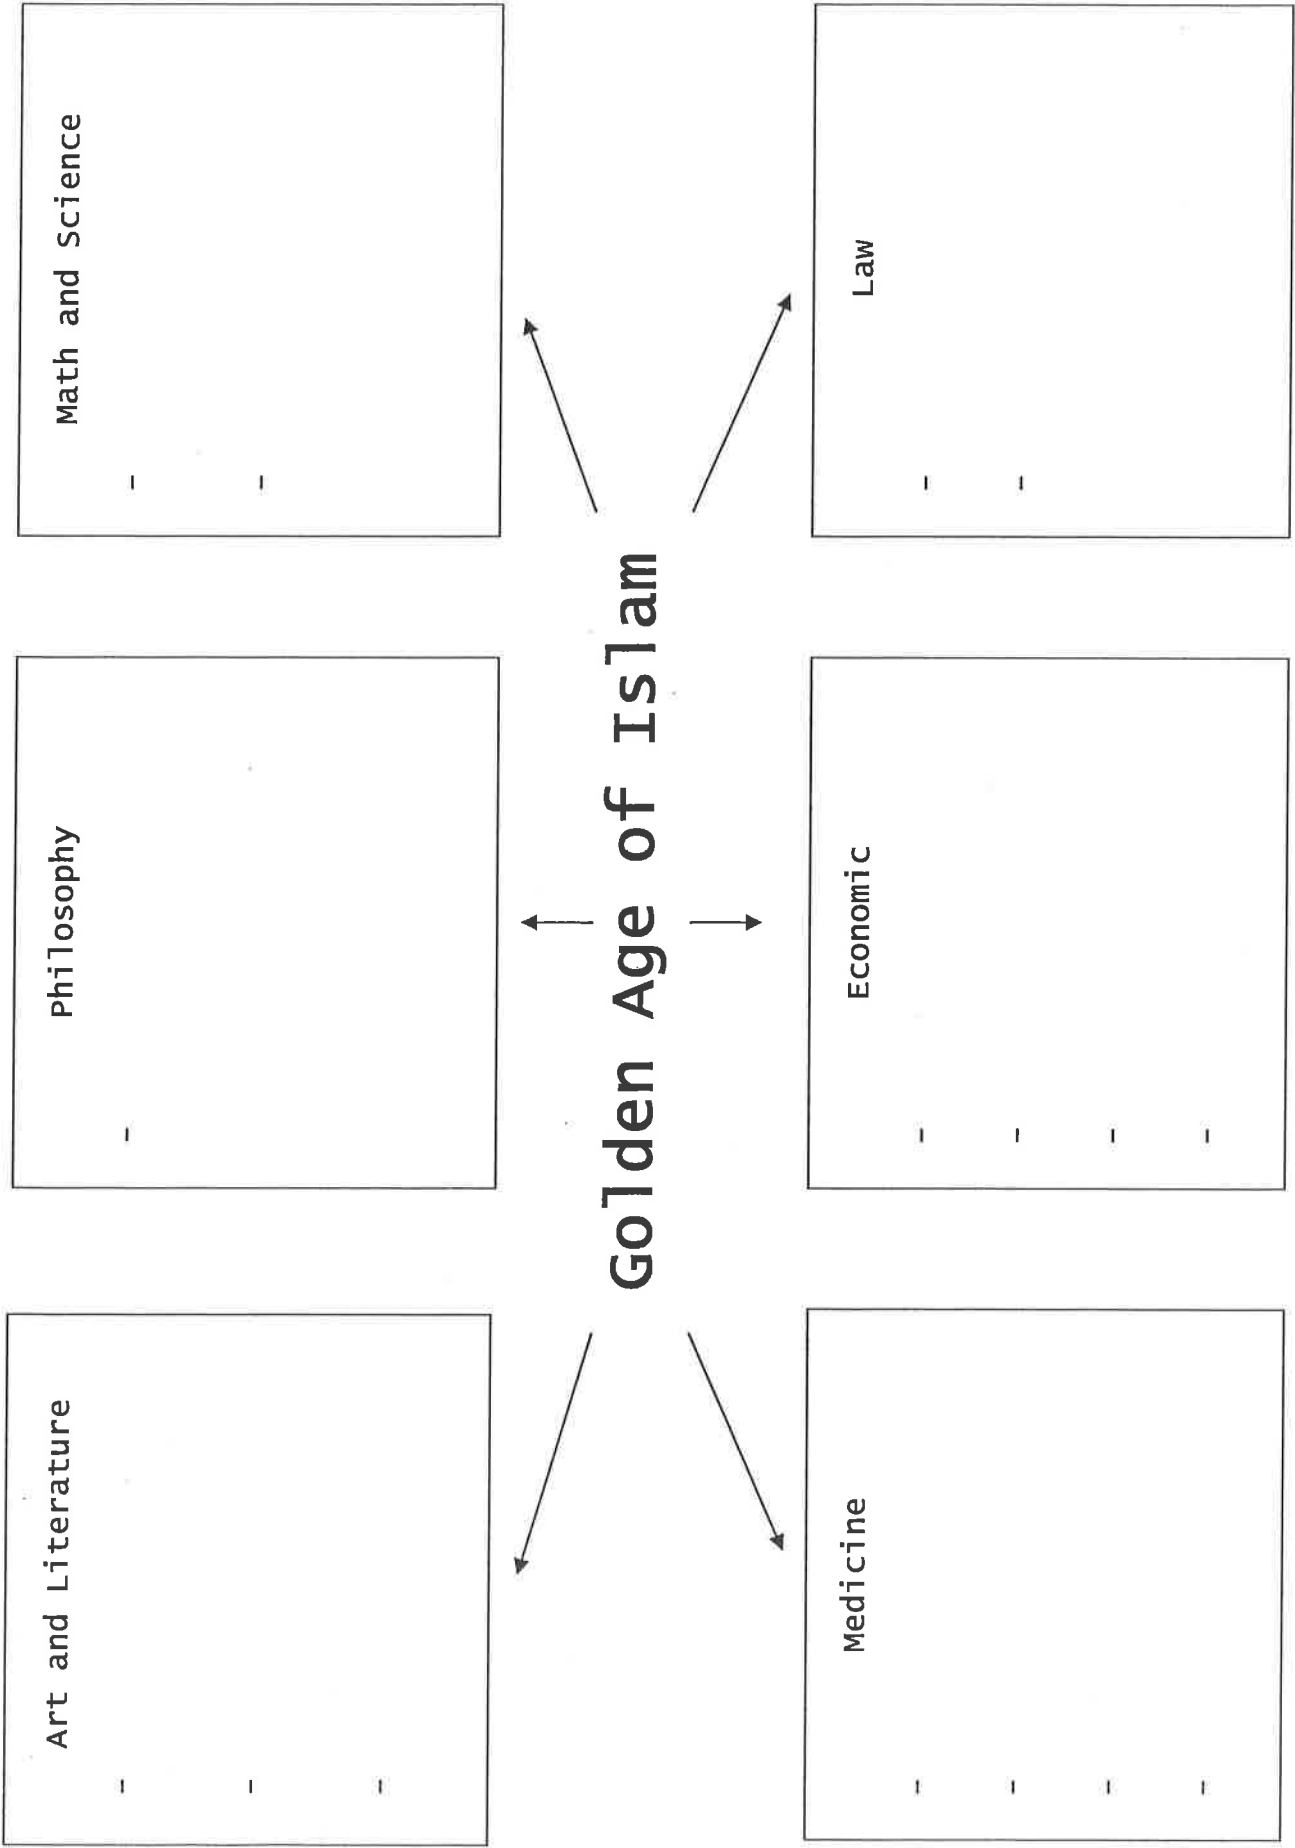 Art and Literature
-
-
-
Philosophy
-
Math and Science
-
-
Golden Age of Islam
Medicine
-
-
-
-
Economic
-
-
-
-
Law
-
-